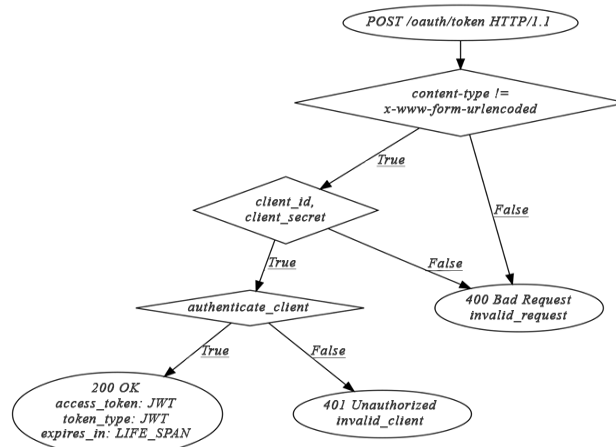 POST /oauth/token HTTP/1.1
content-type !=
x-www-form-urlencoded
True
False
client_id,
client_secret
True
False
400 Bad Request
invalid_request
authenticate_client
True
False
200 OK
access_token: JWT
token_type: JWT
expires_in: LIFE_SPAN
401 Unauthorized
invalid_client